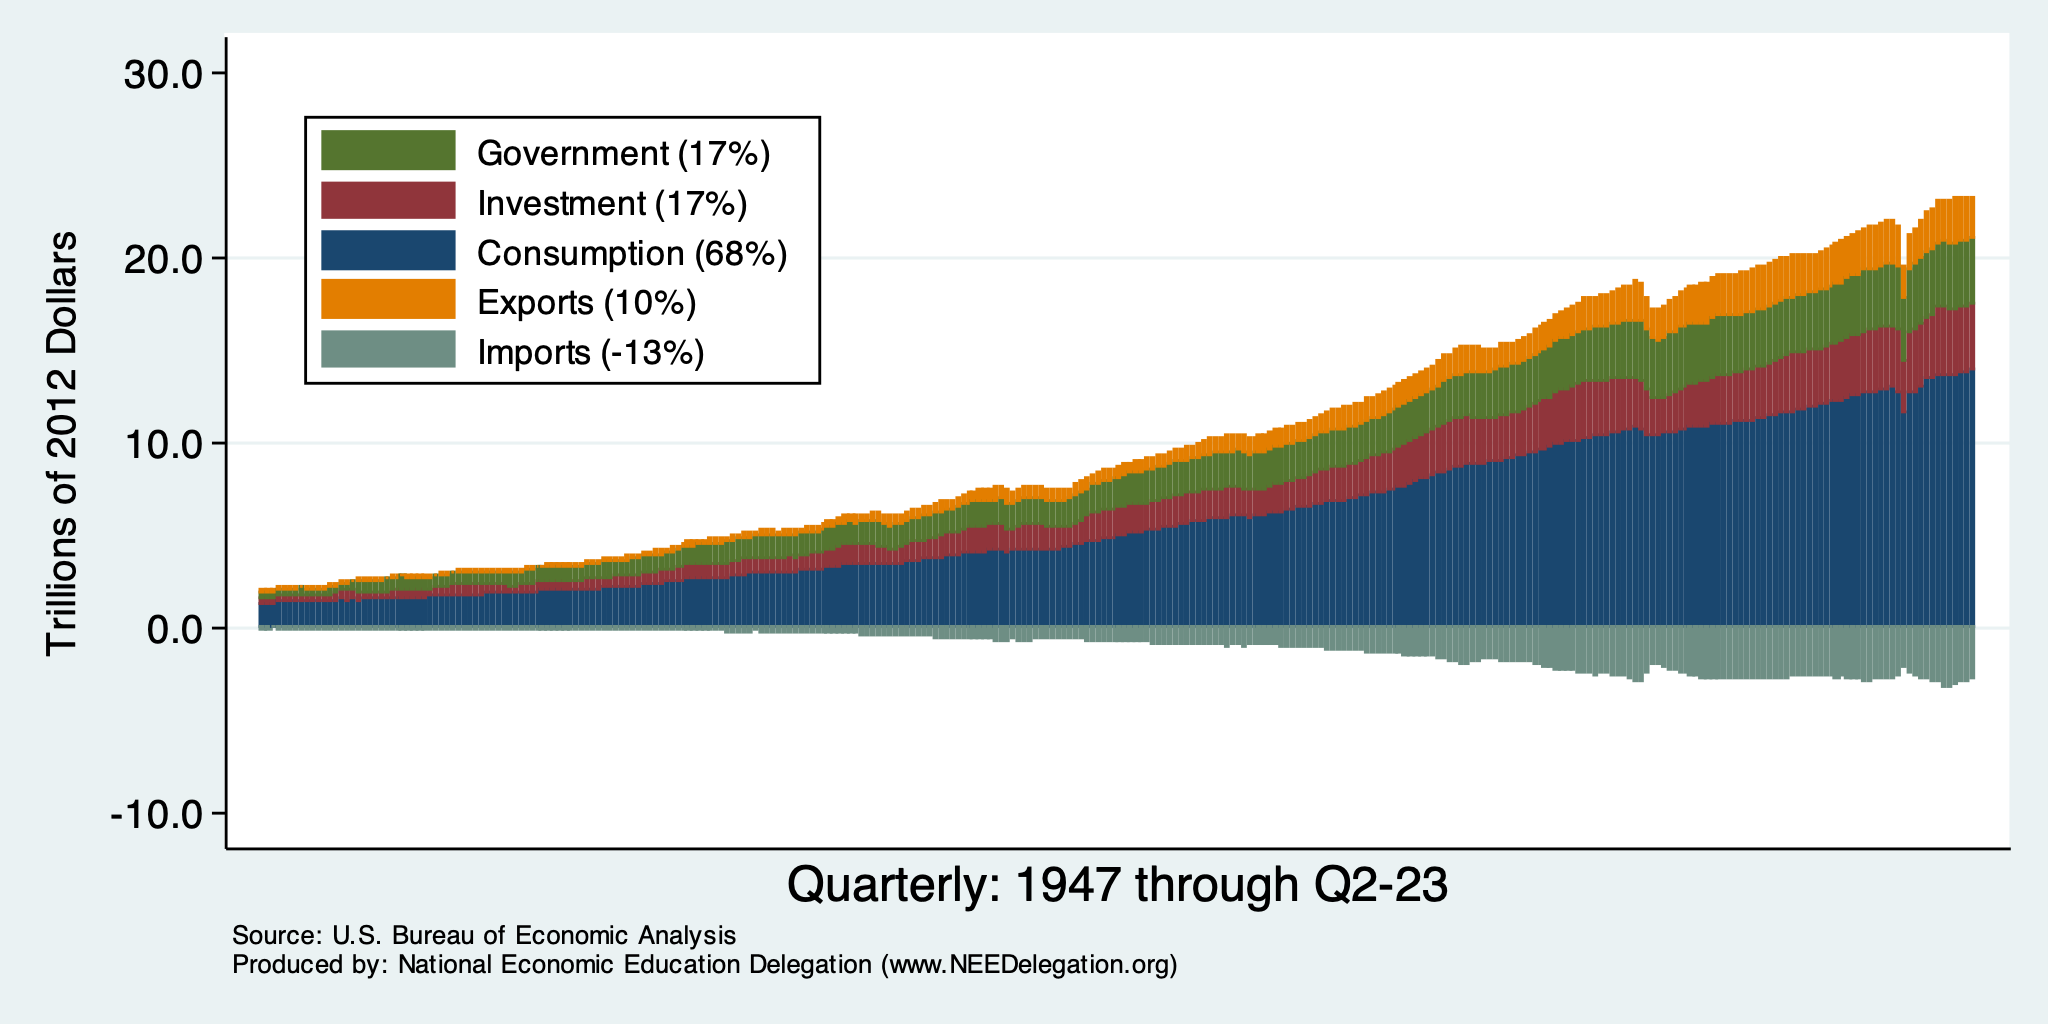 30.0
20.0
10.0
0.0
-10.0
Trillions of 2012 Dollars
Government (17%)
Investment (17%)
Consumption (68%)
Exports (10%)
Imports (-13%)
Quarterly: 1947 through Q2-23
Source: U.S. Bureau of Economic Analysis
Produced by: National Economic Education Delegation (www.NEEDelegation.org)